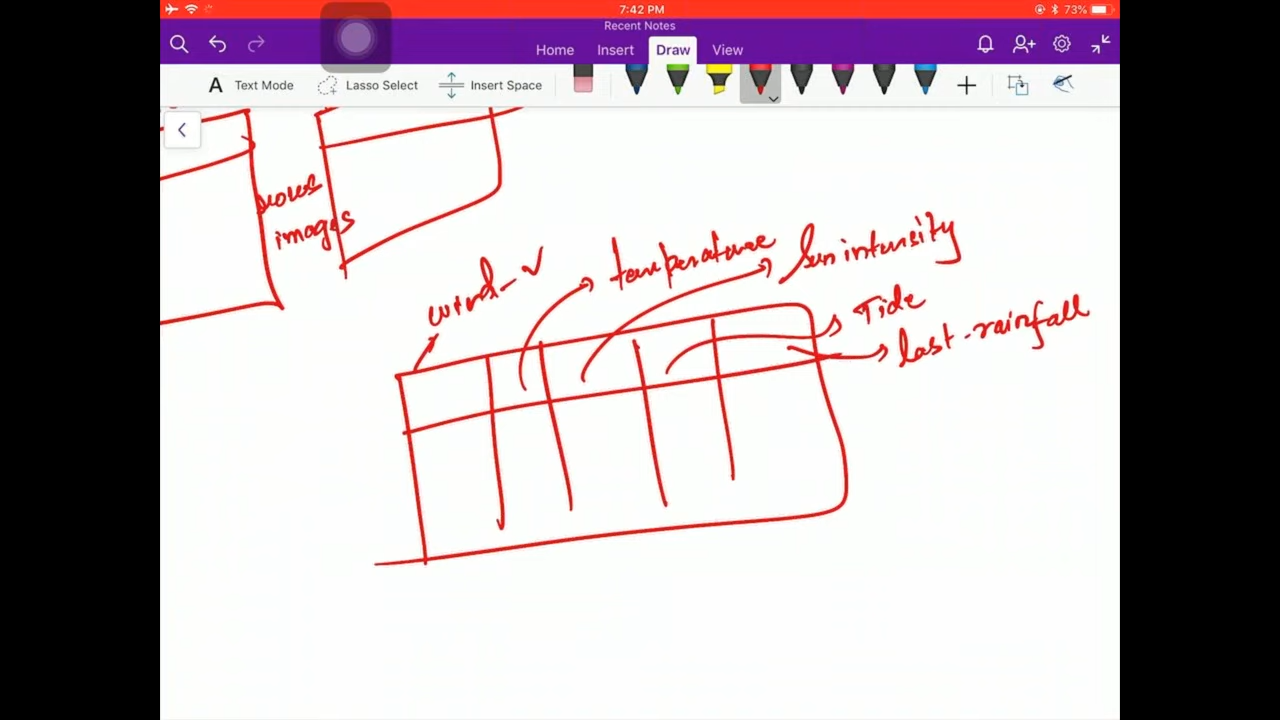 7:42 PM
73%
Recent Notes
Home Insert Draw View
A Text Mode Lasso Select Insert Space
images
wind-v
temperature
Sun intensity
Tide
last-rainfall